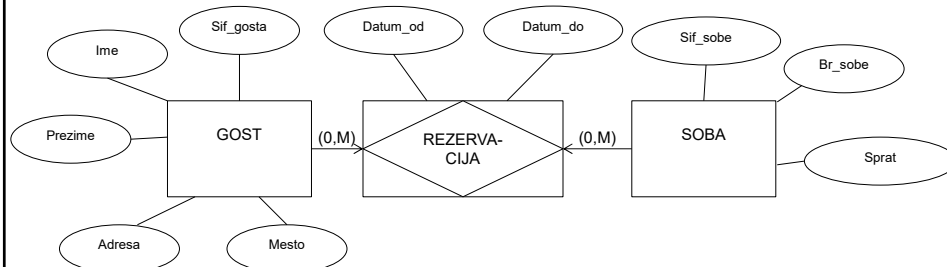 Sif_gosta
Datum_od
Datum_do
Sif_sobe
Ime
Br_sobe
Prezime
GOST
(0,M)
REZERVA-
CIJA
(0,M)
SOBA
Sprat
Adresa
Mesto